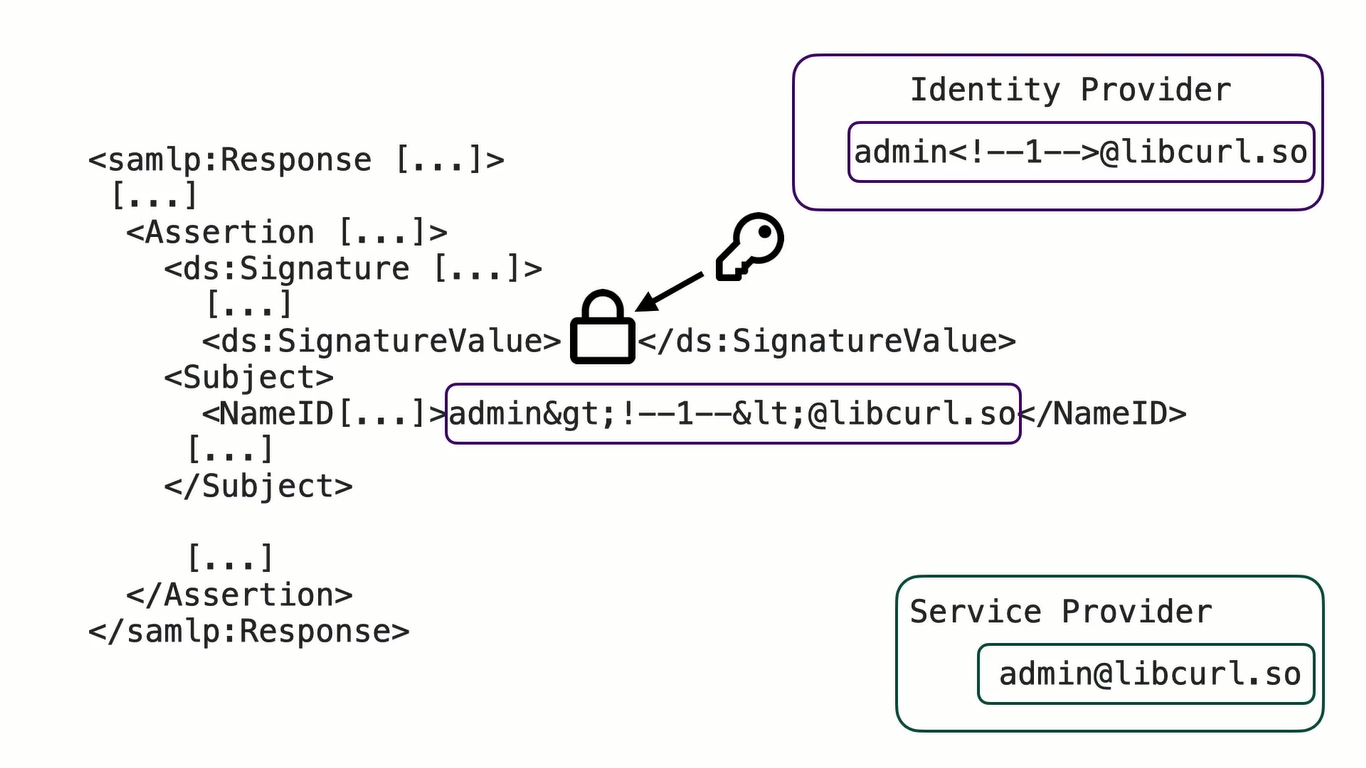 Identity Provider
admin<!--1-->@libcurl.so
<samlp:Response [...]>
[...]
<Assertion [...]>
<ds:Signature [...]>
[...]
<ds:SignatureValue> </ds:SignatureValue>
<Subject>
<NameID[...]>admin&gt;!--1--&lt;@libcurl.so</NameID>
[...]
</Subject>
[...]
</Assertion>
</samlp:Response>
Service Provider
admin@libcurl.so